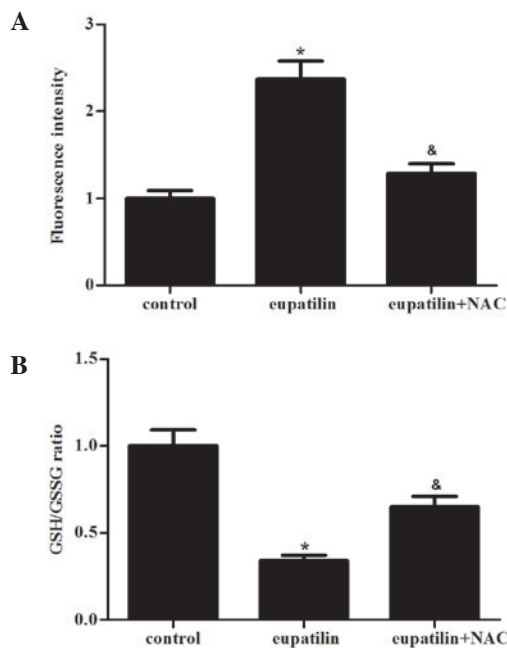 A
3
2
1
0
Fluorescence intensity
*
&
control eupatilin eupatilin+NAC
B
1.5
1.0
0.5
0.0
GSH/GSSG ratio
*
&
control eupatilin eupatilin+NAC